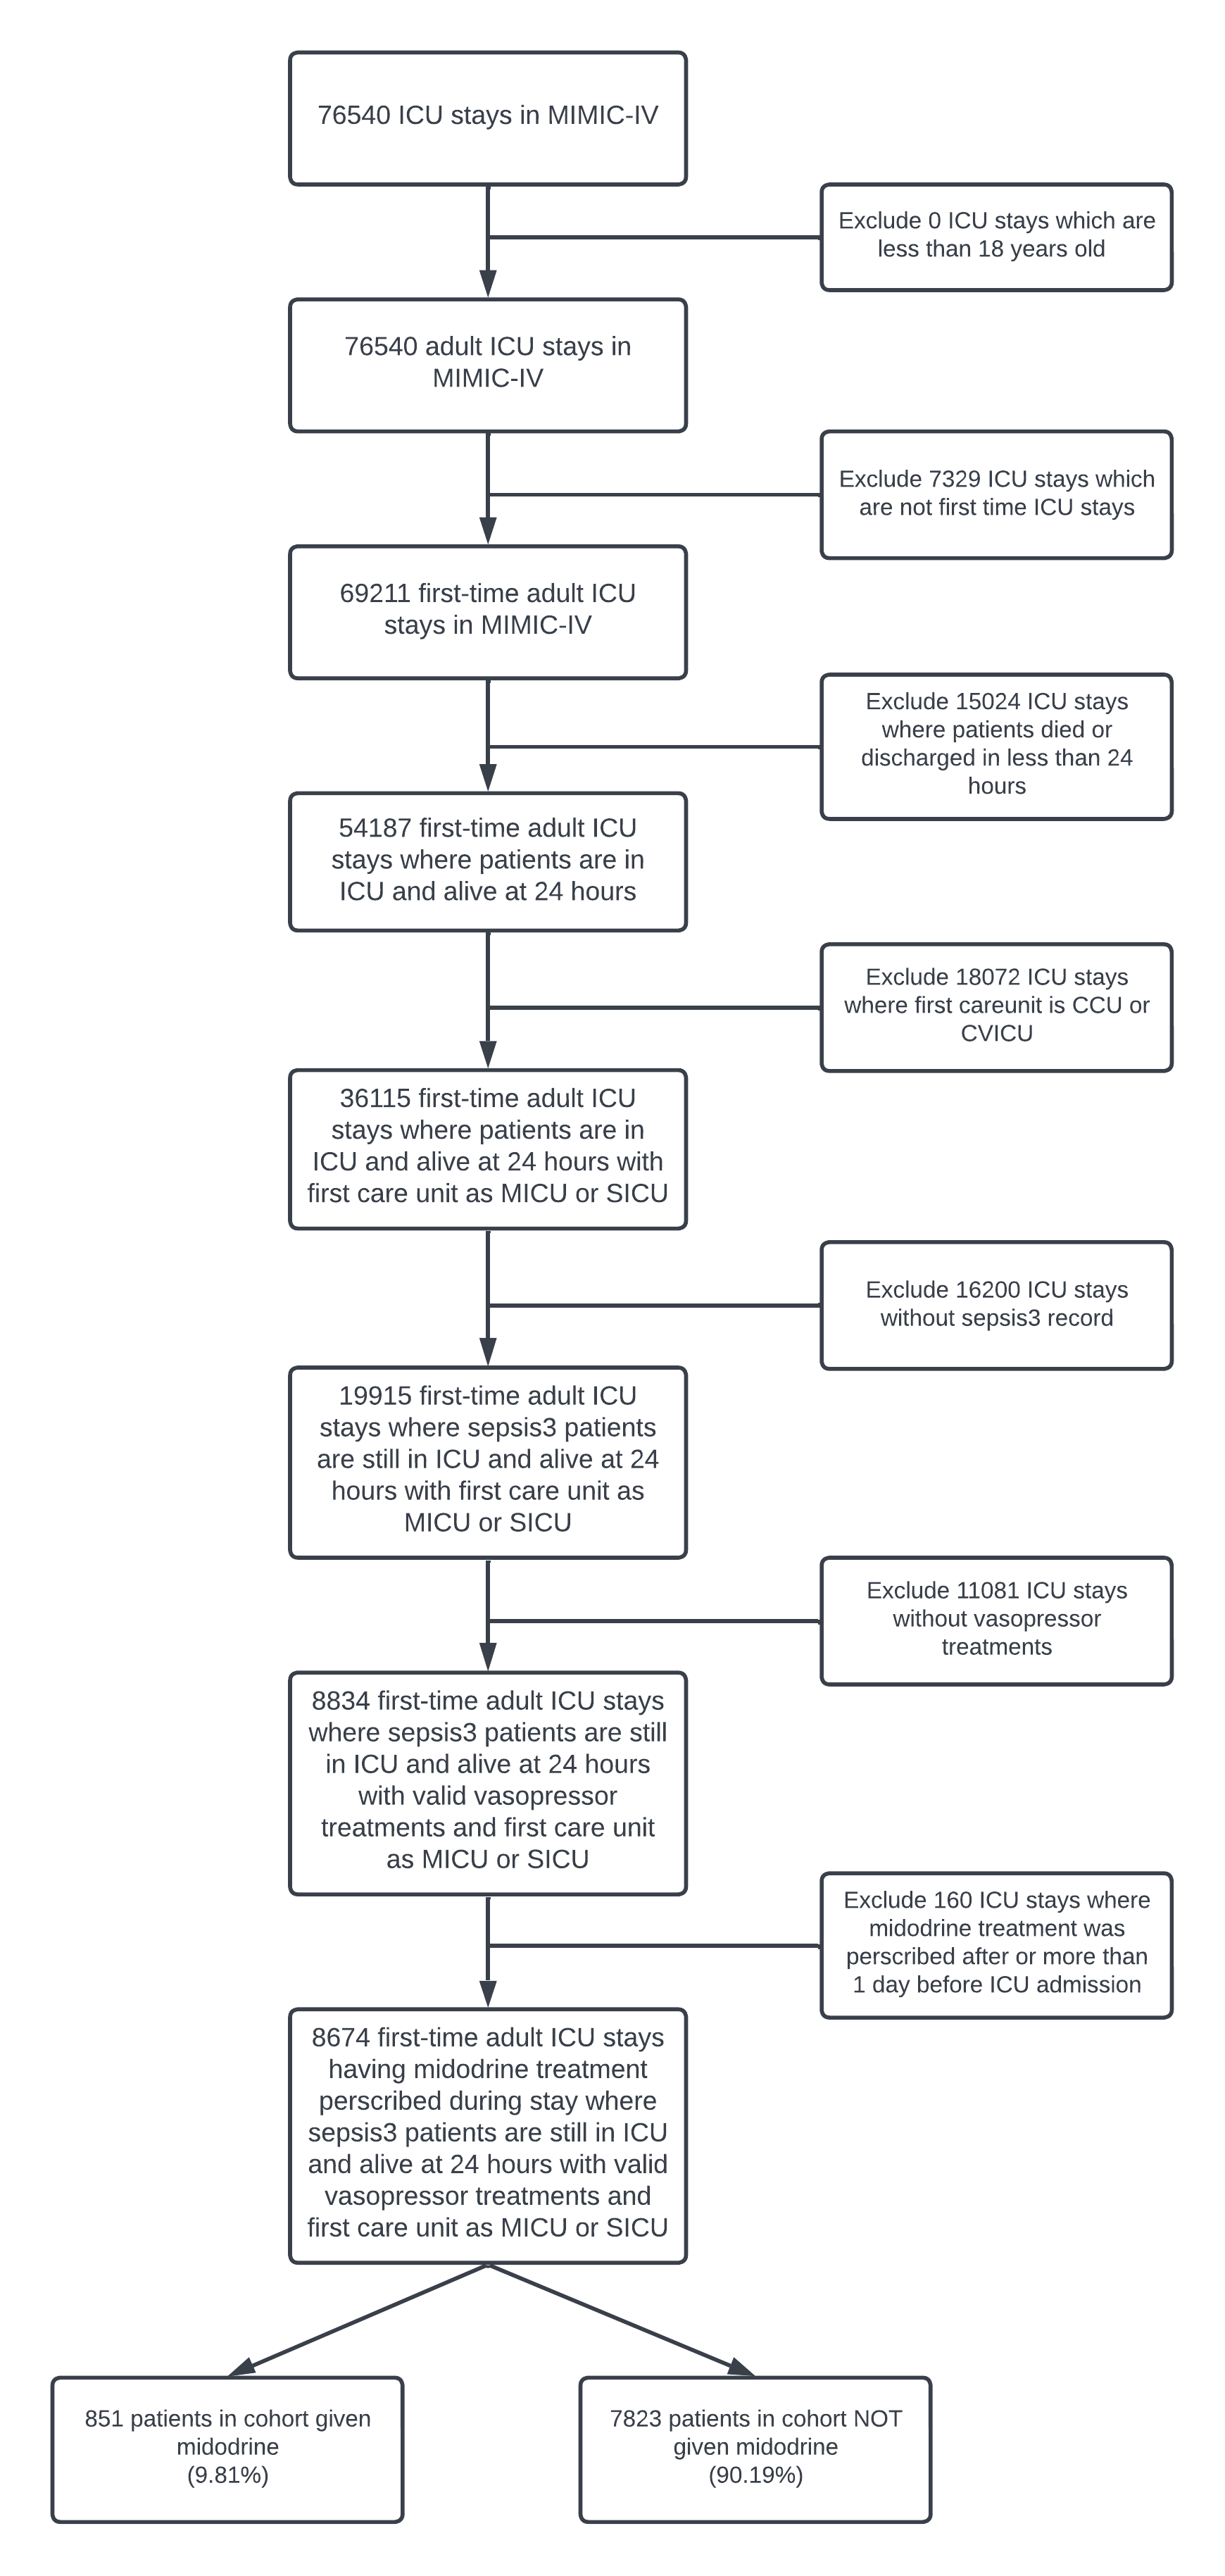 76540 ICU stays in MIMIC-IV
Exclude 0 ICU stays which are
less than 18 years old
76540 adult ICU stays in
MIMIC-IV
Exclude 7329 ICU stays which
are not first time ICU stays
69211 first-time adult ICU
stays in MIMIC-IV
Exclude 15024 ICU stays
where patients died or
discharged in less than 24
hours
54187 first-time adult ICU
stays where patients are in
ICU and alive at 24 hours
Exclude 18072 ICU stays
where first careunit is CCU or
CVICU
36115 first-time adult ICU
stays where patients are in
ICU and alive at 24 hours with
first care unit as MICU or SICU
Exclude 16200 ICU stays
without sepsis3 record
19915 first-time adult ICU
stays where sepsis3 patients
are still in ICU and alive at 24
hours with first care unit as
MICU or SICU
Exclude 11081 ICU stays
without vasopressor
treatments
8834 first-time adult ICU stays
where sepsis3 patients are still
in ICU and alive at 24 hours
with valid vasopressor
treatments and first care unit
as MICU or SICU
Exclude 160 ICU stays where
midodrine treatment was
perscribed after or more than
1 day before ICU admission
8674 first-time adult ICU stays
having midodrine treatment
perscribed during stay where
sepsis3 patients are still in ICU
and alive at 24 hours with valid
vasopressor treatments and
first care unit as MICU or SICU
851 patients in cohort given
midodrine
(9.81%)
7823 patients in cohort NOT
given midodrine
(90.19%)